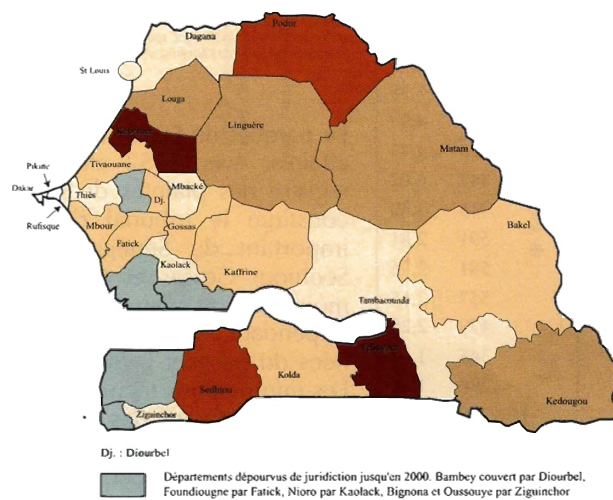 Podor
Dagana
St Louis
Louga
Linguère
Matam
Tivaouane
Pikine
Mbacké
Dakar
Thiès
Dj.
Rufisque
Mbour
Gossas
Bakel
Fatick
Kaolack
Kaffrine
Tambacounda
Sedhiou
Kolda
Kedougou
Ziguinchor
Dj. : Diourbel
Départements dépourvus de juridiction jusqu'en 2000. Bambey couvert par Diourbel,
Foundiougne par Fatick, Nioro par Kaolack, Bignona et Oussouye par Ziguinchor